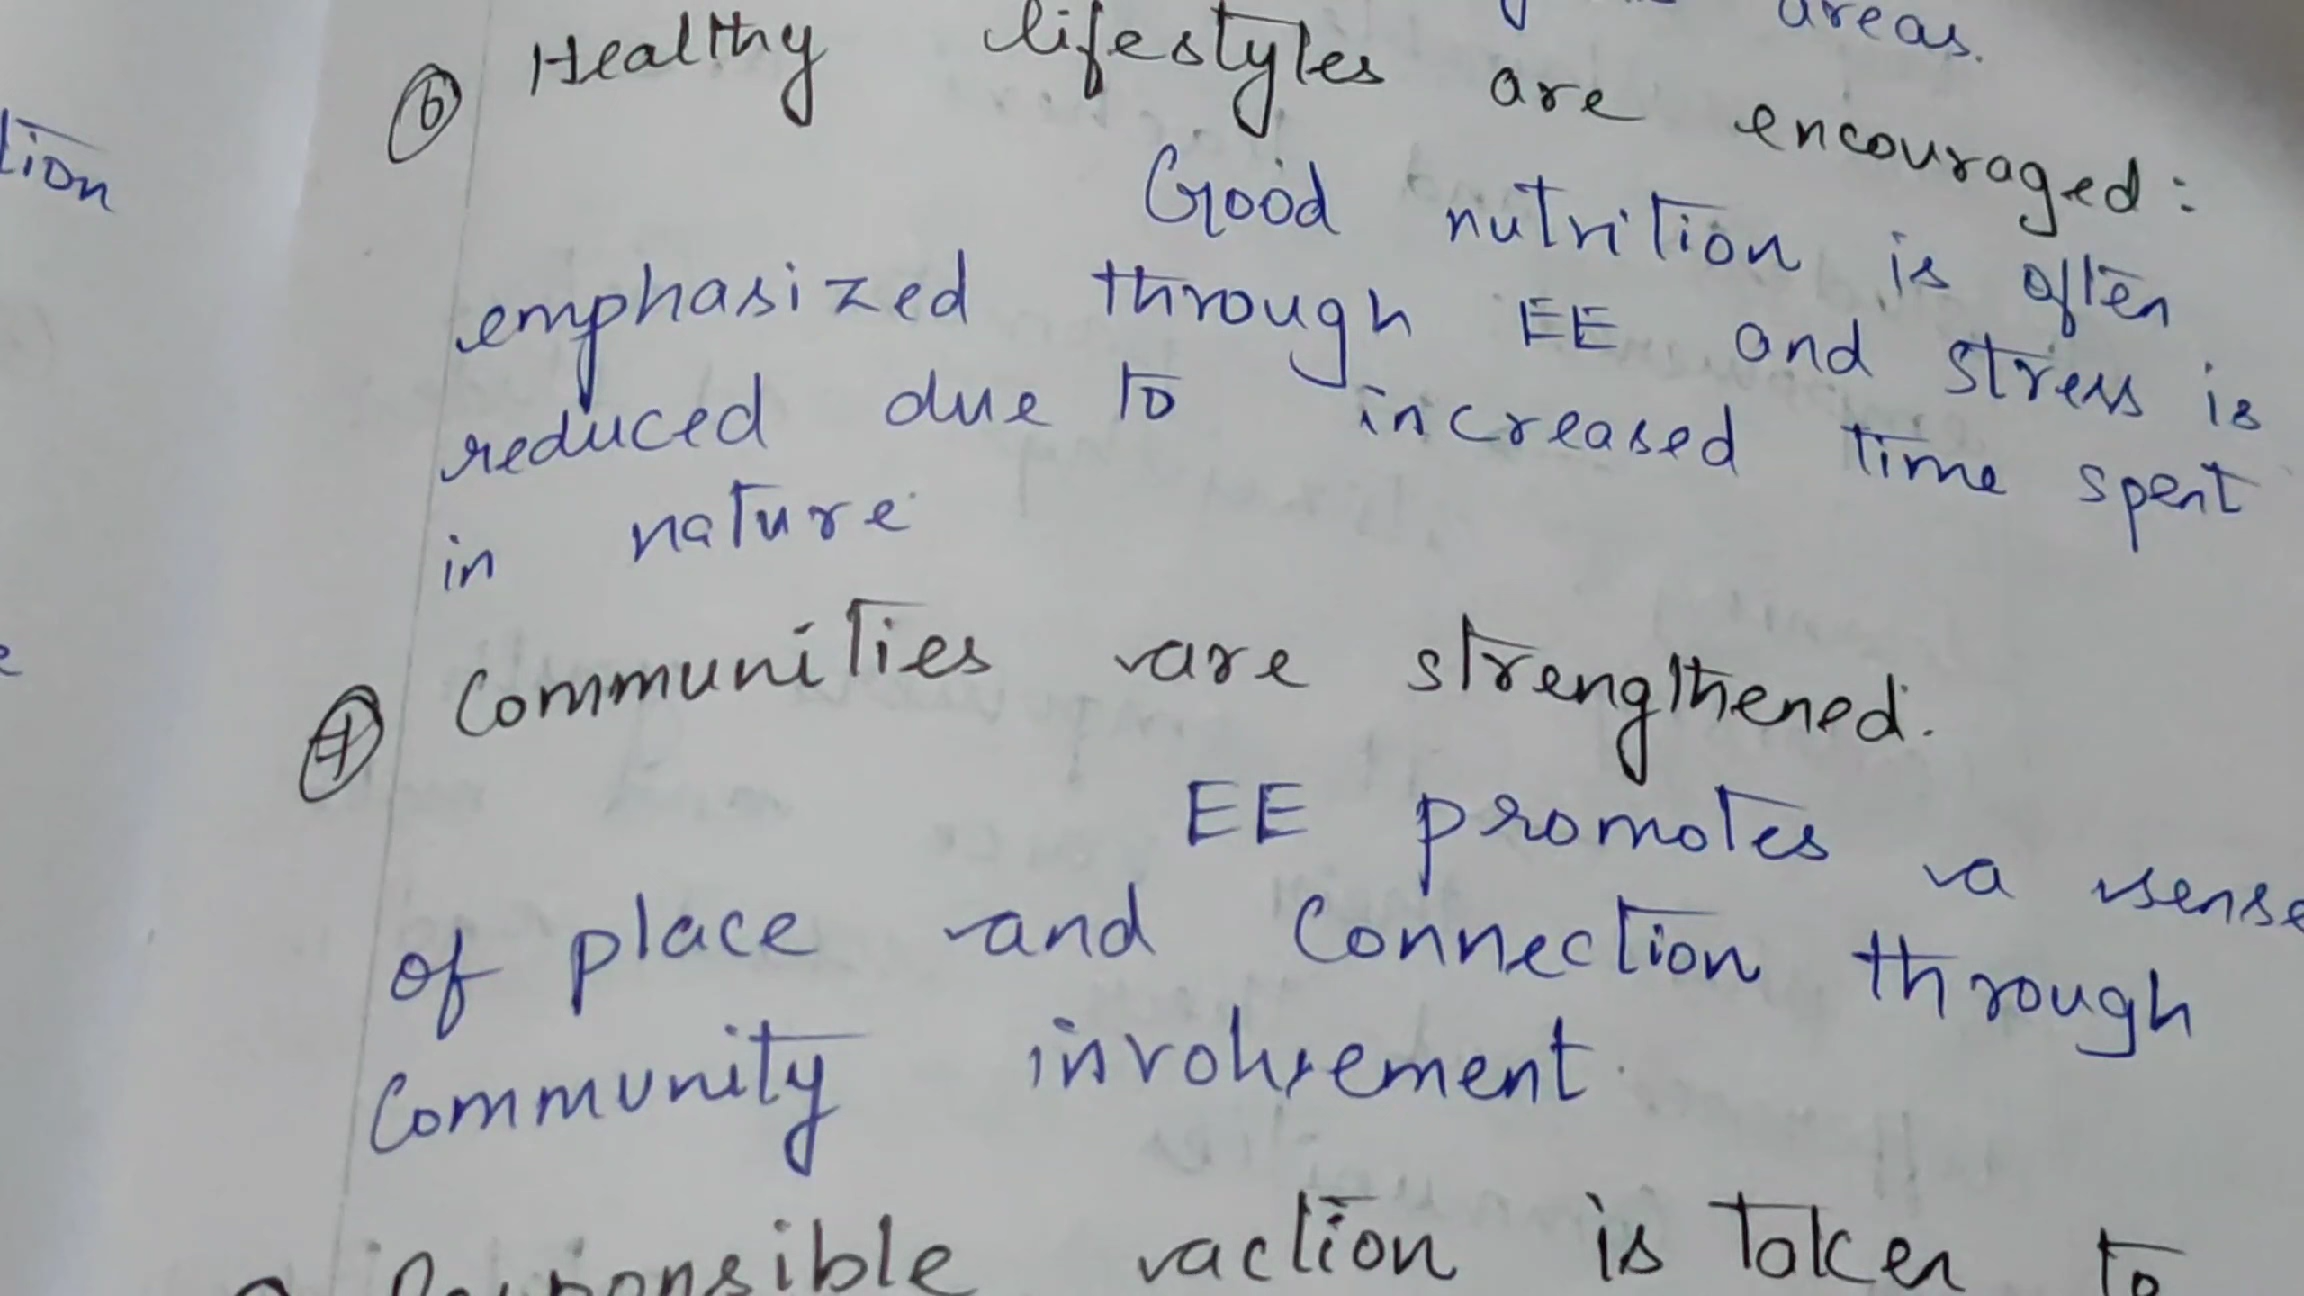 areas.
⑥ Healthy lifestyles are encouraged:
Good nutrition is often
emphasized through EE and stress is
reduced due to increased time spent
in nature.
⑦ Communities are strengthened.
EE promotes a sense
of place and Connection through
Community involvement.
Responsible action is taken to
tion